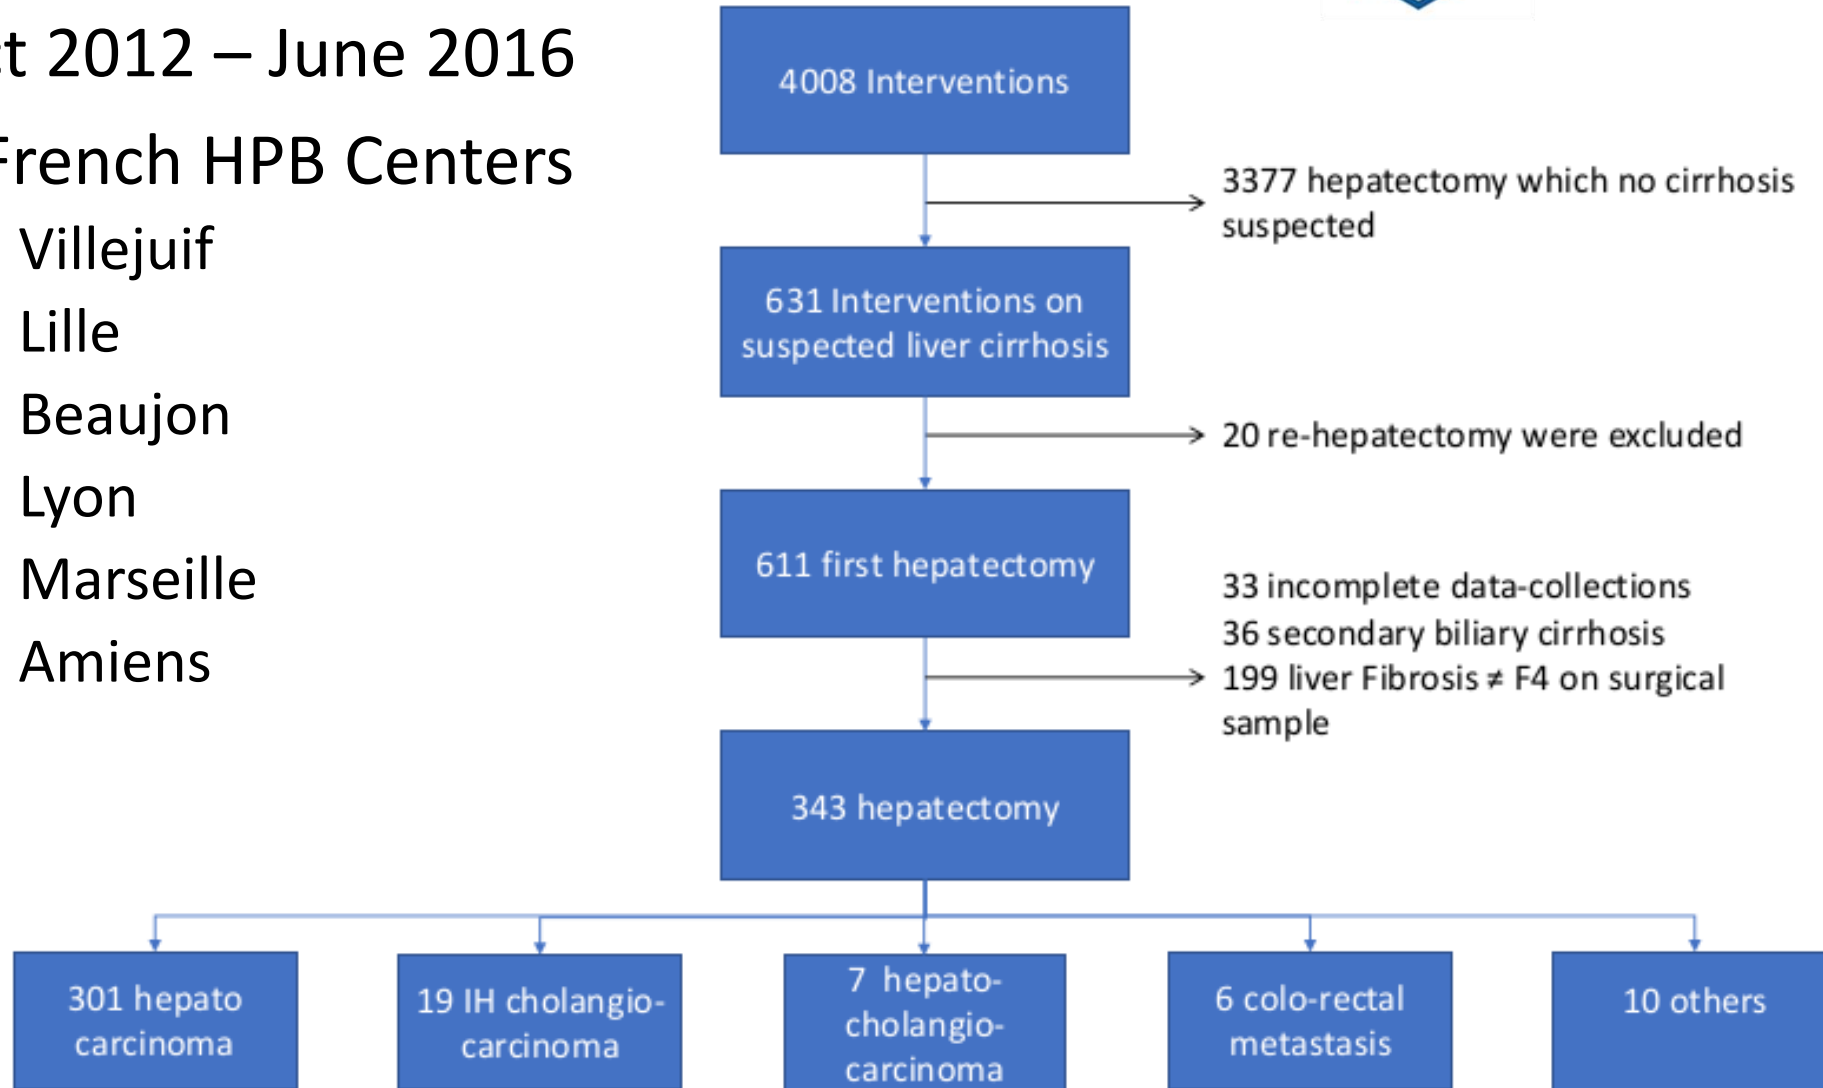 ct 2012 – June 2016
French HPB Centers
Villejuif
Lille
Beaujon
Lyon
Marseille
Amiens
4008 Interventions
3377 hepatectomy which no cirrhosis
suspected
631 Interventions on
suspected liver cirrhosis
20 re-hepatectomy were excluded
611 first hepatectomy
33 incomplete data-collections
36 secondary biliary cirrhosis
199 liver Fibrosis ≠ F4 on surgical
sample
343 hepatectomy
301 hepato
carcinoma
19 IH cholangio-
carcinoma
7 hepato-
cholangio-
carcinoma
6 colo-rectal
metastasis
10 others